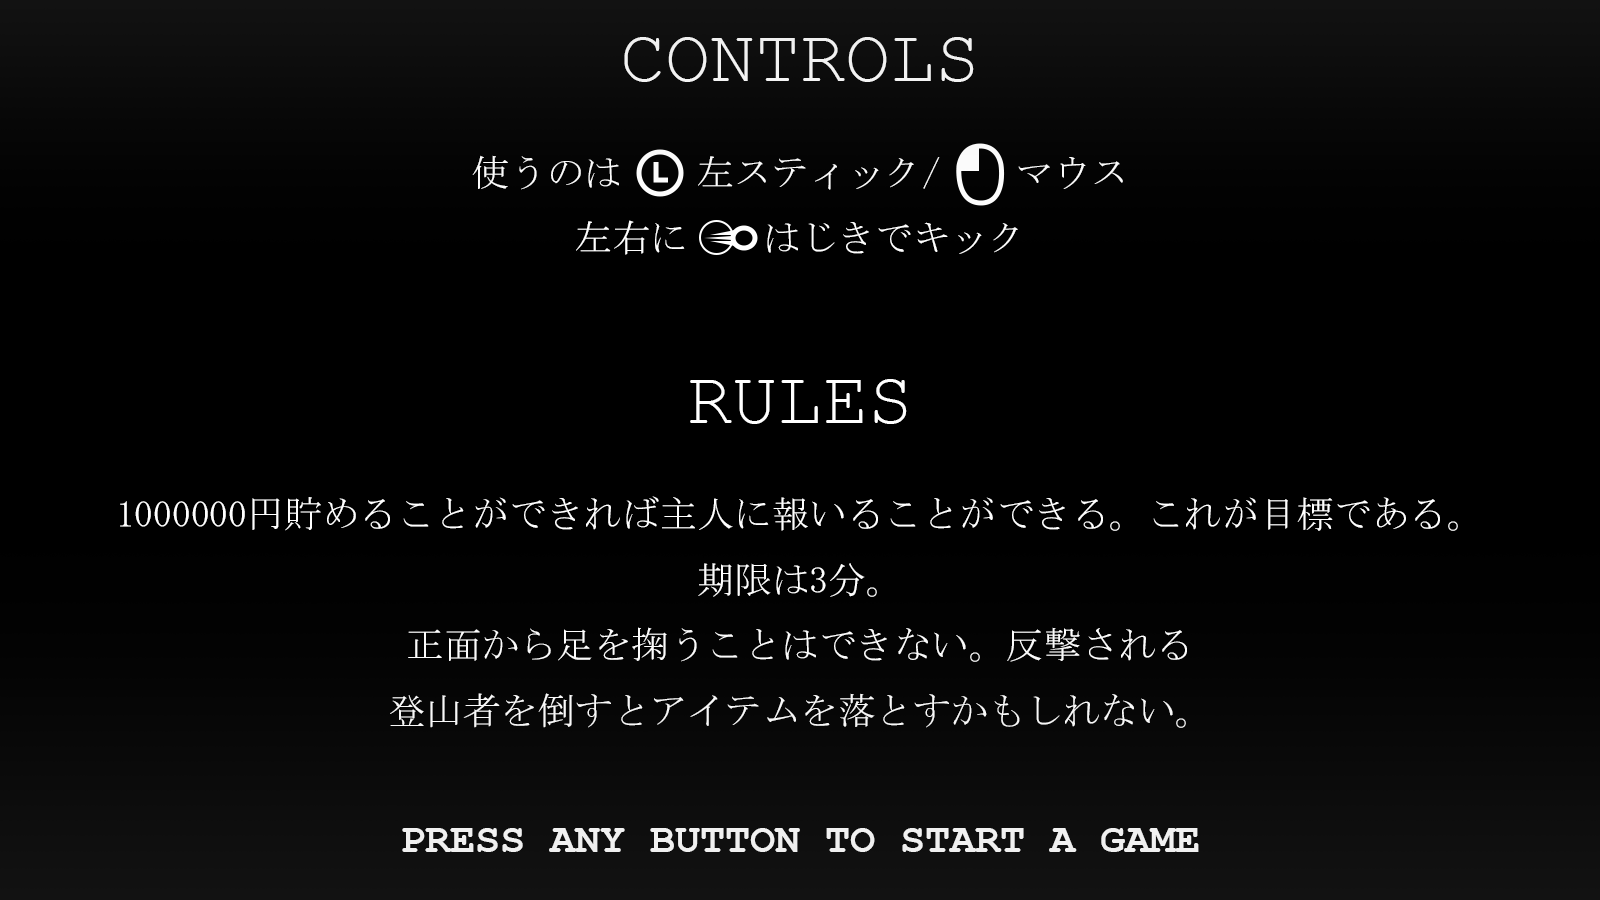 CONTROLS
使うのは Ⓛ 左スティック/ マウス
左右に はじきでキック
RULES
1000000円貯めることができれば主人に報いることができる。これが目標である。
期限は3分。
正面から足を掬うことはできない。反撃される
登山者を倒すとアイテムを落とすかもしれない。
PRESS ANY BUTTON TO START A GAME